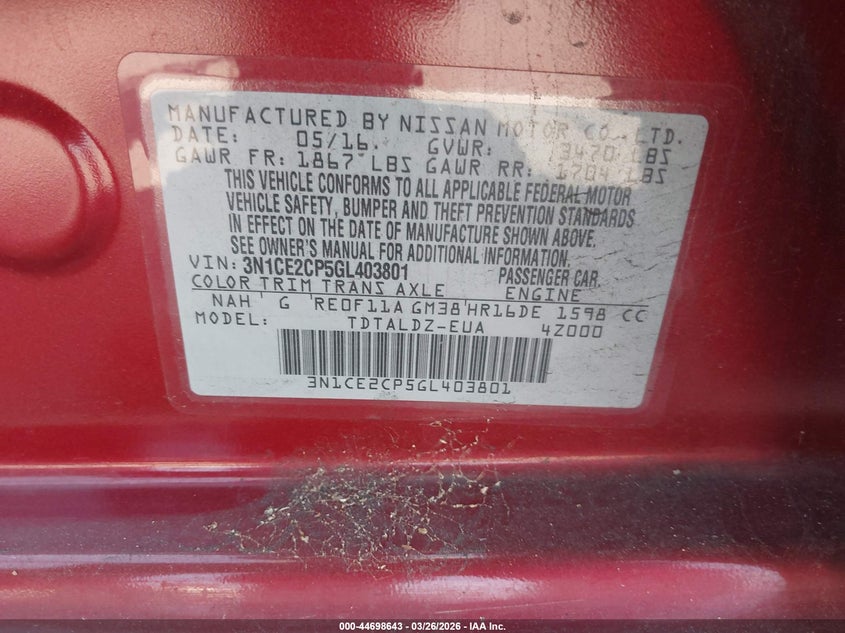 MANUFACTURED BY NISSAN MOTOR CO., LTD.
DATE: 05/16. GVWR: 3470 LBS
GAWR FR: 1867 LBS GAWR RR: 1704 LBS
THIS VEHICLE CONFORMS TO ALL APPLICABLE FEDERAL MOTOR
VEHICLE SAFETY, BUMPER AND THEFT PREVENTION STANDARDS
IN EFFECT ON THE DATE OF MANUFACTURE SHOWN ABOVE.
SEE OWNER'S MANUAL FOR ADDITIONAL INFORMATION.
VIN: 3N1CE2CP5GL403801 PASSENGER CAR.
COLOR TRIM TRANS AXLE ENGINE
NAH G RE0F11A GM38 HR16DE 1598 CC
MODEL: TDTALDZ-EUA 4Z000
3N1CE2CP5GL403801
000-44698643 — 03/26/2026 — IAA Inc.